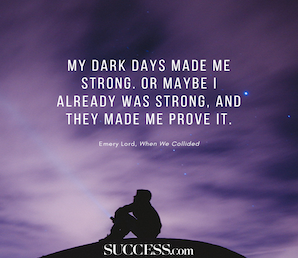 MY DARK DAYS MADE ME
STRONG. OR MAYBE I
ALREADY WAS STRONG, AND
THEY MADE ME PROVE IT.
Emery Lord, When We Collided
SUCCESS.com